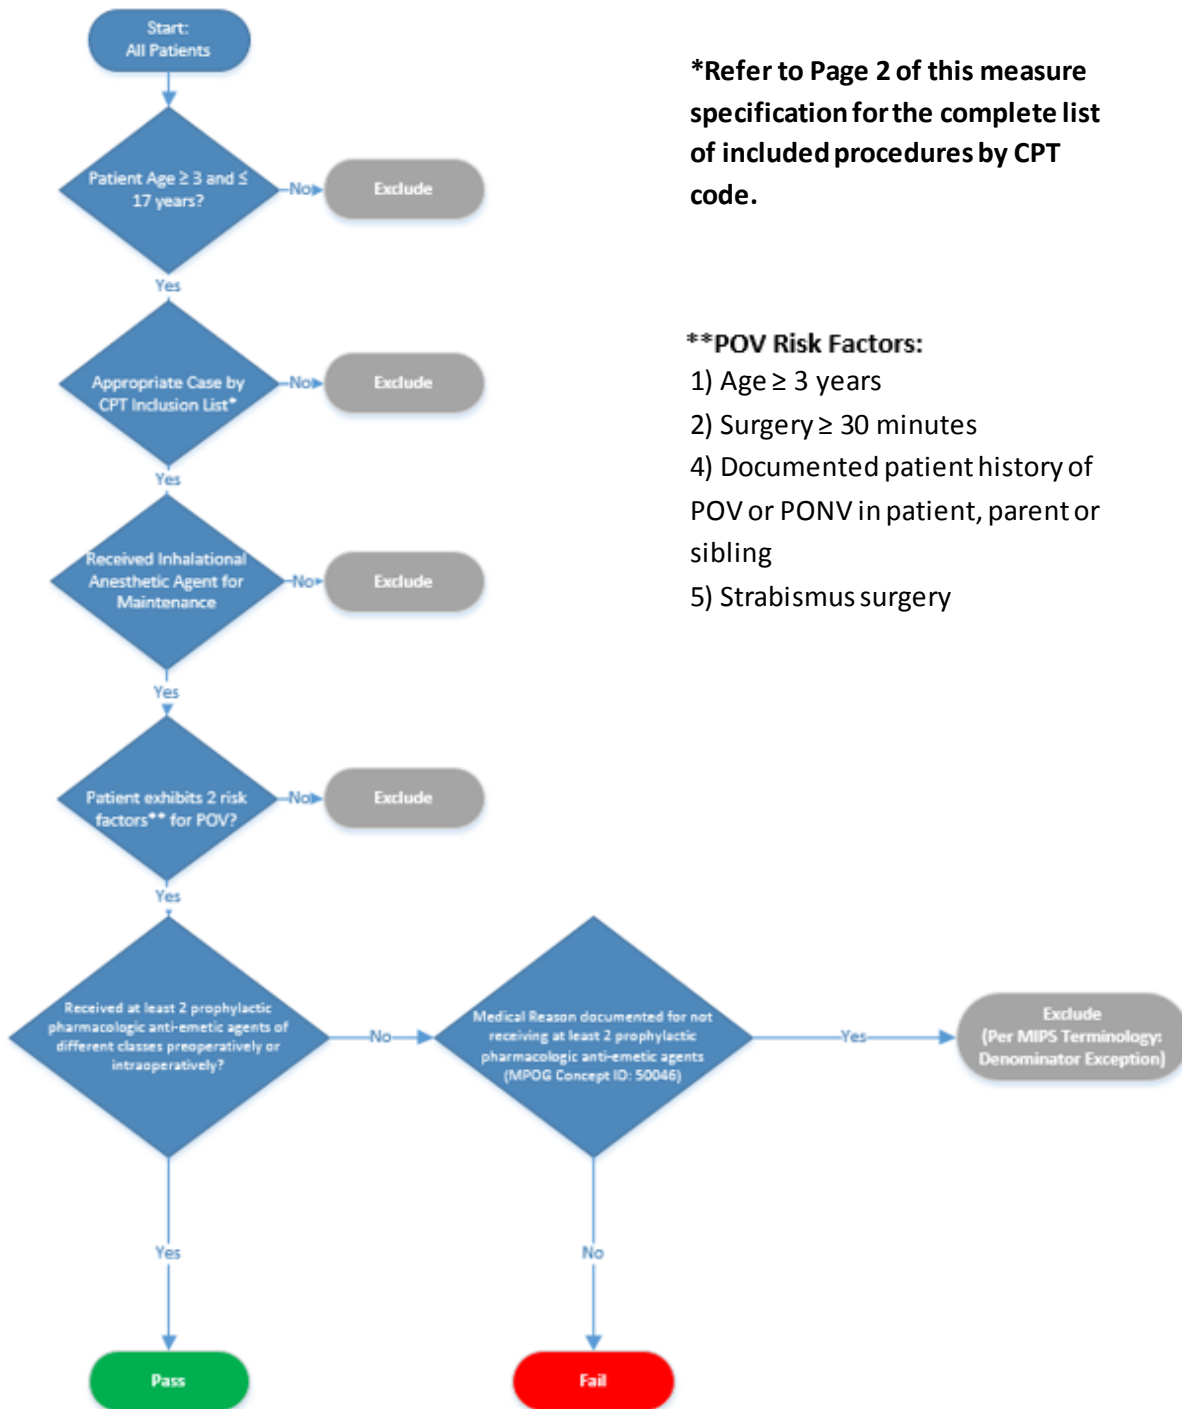 Start:
All Patients
Patient Age ≥ 3 and ≤
17 years?
No
Exclude
Yes
Appropriate Case by
CPT Inclusion List*
No
Exclude
Yes
Received Inhalational
Anesthetic Agent for
Maintenance
No
Exclude
Yes
Patient exhibits 2 risk
factors** for POV?
No
Exclude
Yes
Received at least 2 prophylactic
pharmacologic anti-emetic agents of
different classes preoperatively or
intraoperatively?
No
Medical Reason documented for not
receiving at least 2 prophylactic
pharmacologic anti-emetic agents
(MPOG Concept ID: 50046)
Yes
Exclude
(Per MIPS Terminology:
Denominator Exception)
Yes
No
Pass
Fail
*Refer to Page 2 of this measure
specification for the complete list
of included procedures by CPT
code.
**POV Risk Factors:
1) Age ≥ 3 years
2) Surgery ≥ 30 minutes
4) Documented patient history of
POV or PONV in patient, parent or
sibling
5) Strabismus surgery